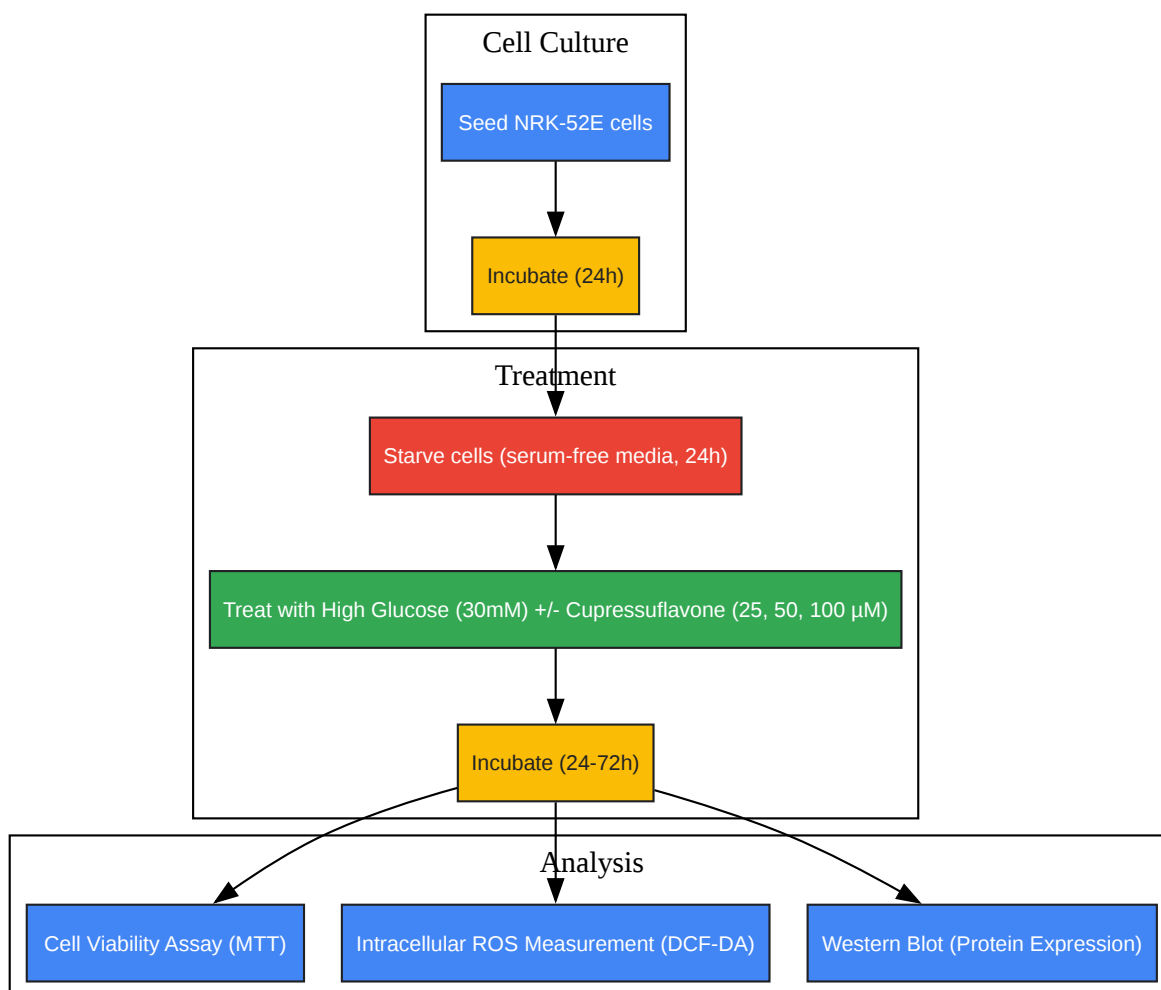 Cell Culture
Seed NRK-52E cells
Incubate (24h)
Treatment
Starve cells (serum-free media, 24h)
Treat with High Glucose (30mM) +/- Cupressuflavone (25, 50, 100 µM)
Incubate (24-72h)
Analysis
Cell Viability Assay (MTT)
Intracellular ROS Measurement (DCF-DA)
Western Blot (Protein Expression)